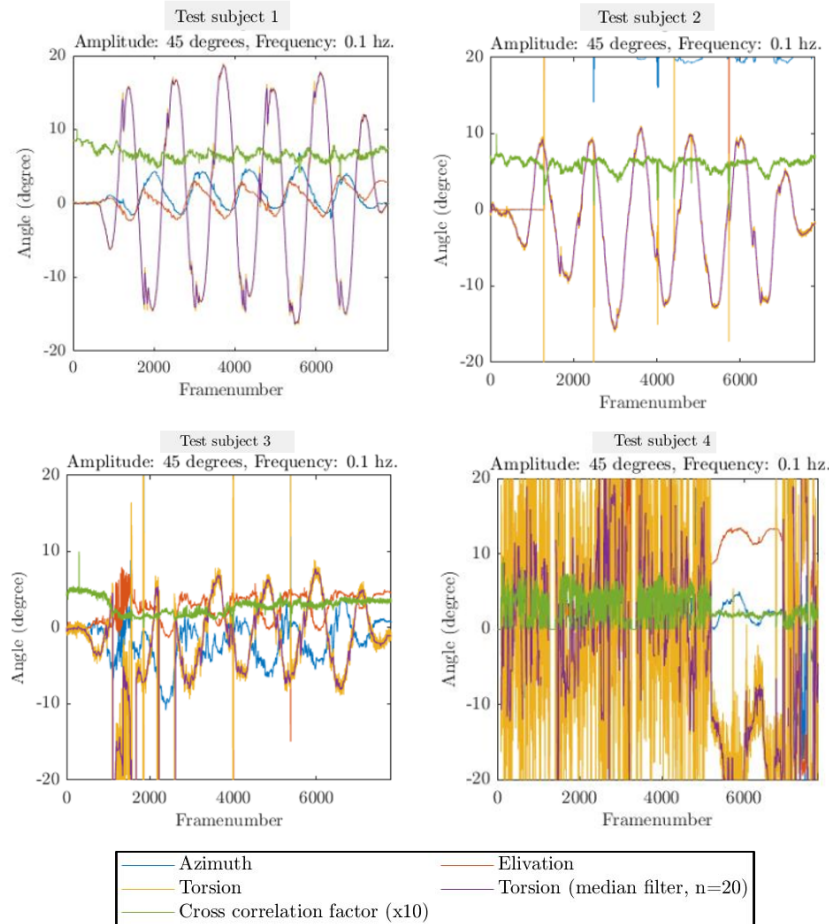 Test subject 1
Amplitude: 45 degrees, Frequency: 0.1 hz.
20
10
0
-10
-20
Angle (degree)
0 2000 4000 6000
Framenumber
Test subject 2
Amplitude: 45 degrees, Frequency: 0.1 hz.
20
10
0
-10
-20
Angle (degree)
0 2000 4000 6000
Framenumber
Test subject 3
Amplitude: 45 degrees, Frequency: 0.1 hz.
20
10
0
-10
-20
Angle (degree)
0 2000 4000 6000
Framenumber
Test subject 4
Amplitude: 45 degrees, Frequency: 0.1 hz.
20
10
0
-10
-20
Angle (degree)
0 2000 4000 6000
Framenumber
Azimuth Elivation
Torsion Torsion (median filter, n=20)
Cross correlation factor (x10)